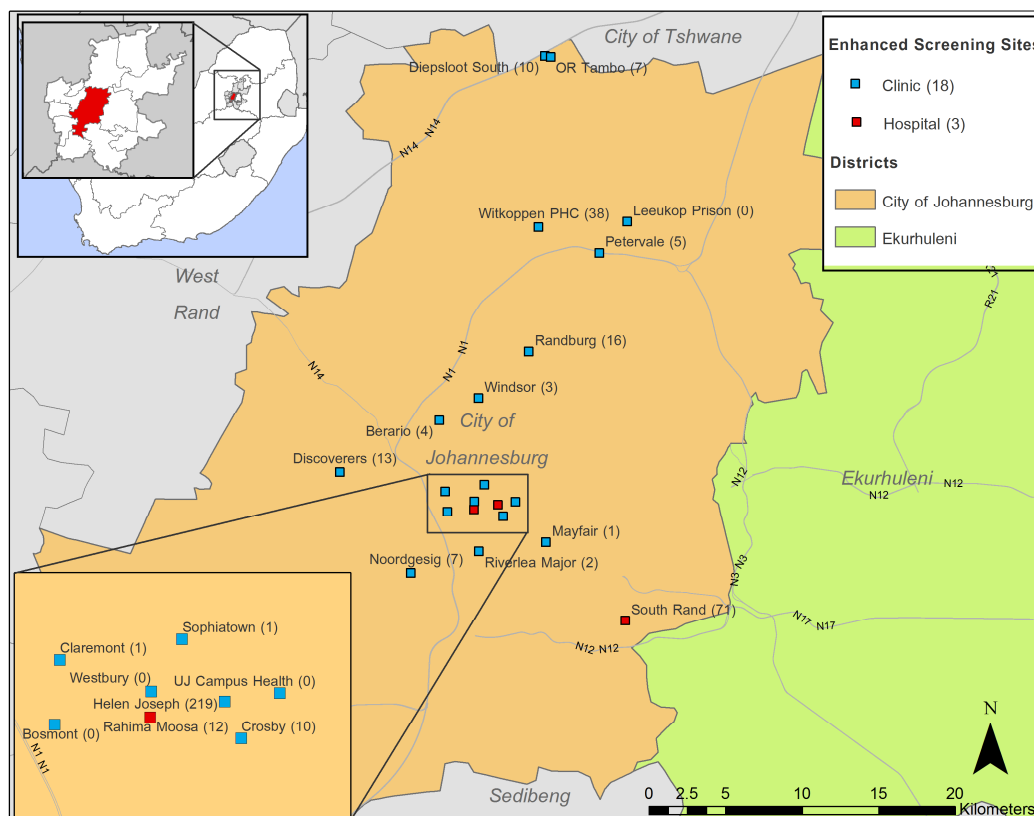 City of Tshwane
Diepsloot South (10)
OR Tambo (7)
Enhanced Screening Sites
Clinic (18)
Hospital (3)
Districts
City of Johannesburg
Ekurhuleni
N14
N14
Witkoppen PHC (38)
Leeukop Prison (0)
Petervale (5)
West
Rand
R21
N14
N1
N1
Randburg (16)
Windsor (3)
Berario (4)
City of
Johannesburg
Discoverers (13)
Ekurhuleni
N12
N12
N12
Mayfair (1)
Noordgesig (7)
Riverlea Major (2)
N3
N3
South Rand (71)
N17
N17
N12
N12
Sophiatown (1)
Claremont (1)
Westbury (0)
UJ Campus Health (0)
Helen Joseph (219)
Rahima Moosa (12)
Crosby (10)
Bosmont (0)
N1
N1
Sedibeng
N
0 2.5 5 10 15 20
Kilometers